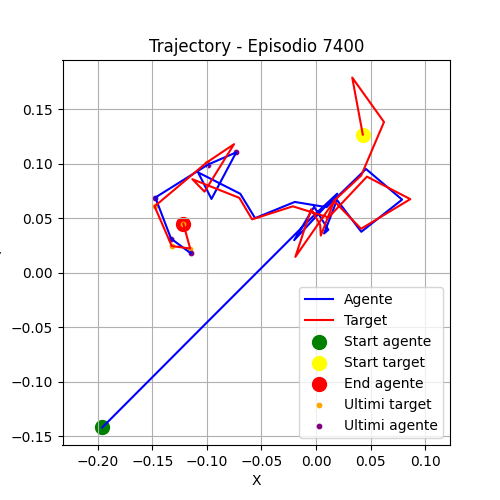 Trajectory - Episodio 7400
0.15
0.10
0.05
0.00
−0.05
−0.10
−0.15
−0.20
−0.15
−0.10
−0.05
0.00
0.05
0.10
X
Agente
Target
Start agente
Start target
End agente
Ultimi target
Ultimi agente